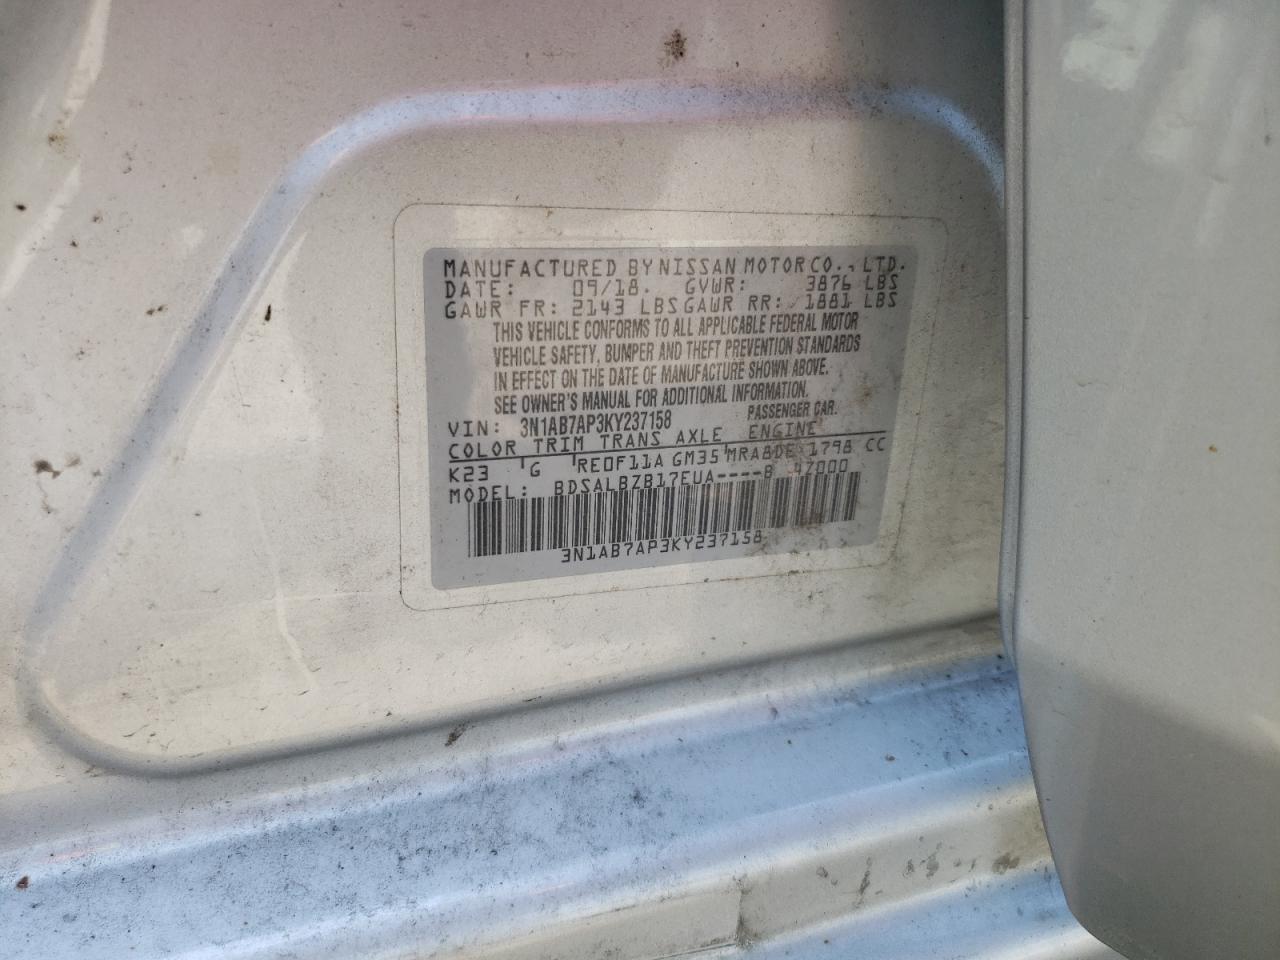 MANUFACTURED BY NISSAN MOTOR CO., LTD.
DATE: 09/18. GVWR: 3876 LBS
GAWR FR: 2143 LBS GAWR RR: 1881 LBS
THIS VEHICLE CONFORMS TO ALL APPLICABLE FEDERAL MOTOR
VEHICLE SAFETY, BUMPER AND THEFT PREVENTION STANDARDS
IN EFFECT ON THE DATE OF MANUFACTURE SHOWN ABOVE.
SEE OWNER'S MANUAL FOR ADDITIONAL INFORMATION.
VIN: 3N1AB7AP3KY237158 PASSENGER CAR.
COLOR TRIM TRANS AXLE ENGINE
K23 G RE0F11A GM35 MRA8DE 1798 CC
MODEL: BDSALBZB17EUA----B 47000
3N1AB7AP3KY237158